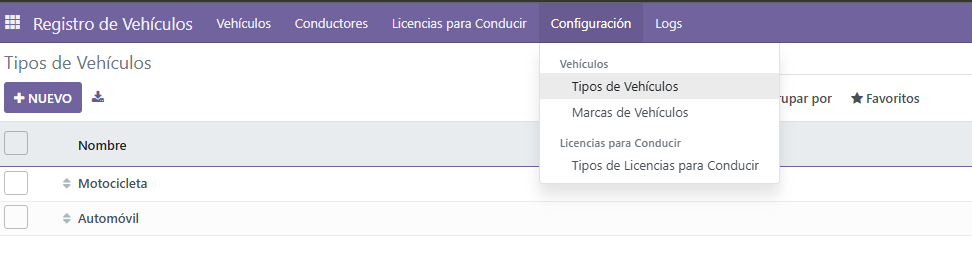 Registro de Vehículos Vehículos Conductores Licencias para Conducir Configuración Logs
Tipos de Vehículos
NUEVO
Vehículos
Tipos de Vehículos
Marcas de Vehículos
Licencias para Conducir
Tipos de Licencias para Conducir
rupar por Favoritos
Nombre
Motocicleta
Automóvil